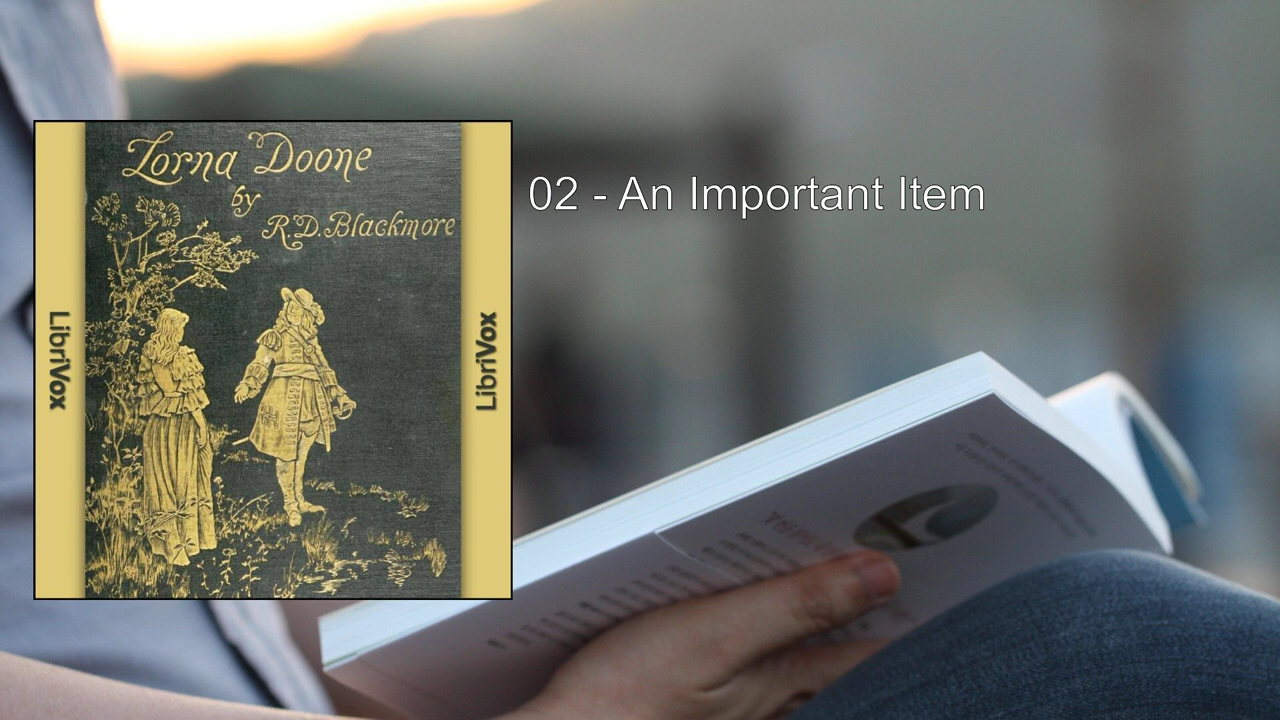 Lorna Doone
by
R.D. Blackmore
LibriVox
LibriVox
02 - An Important Item